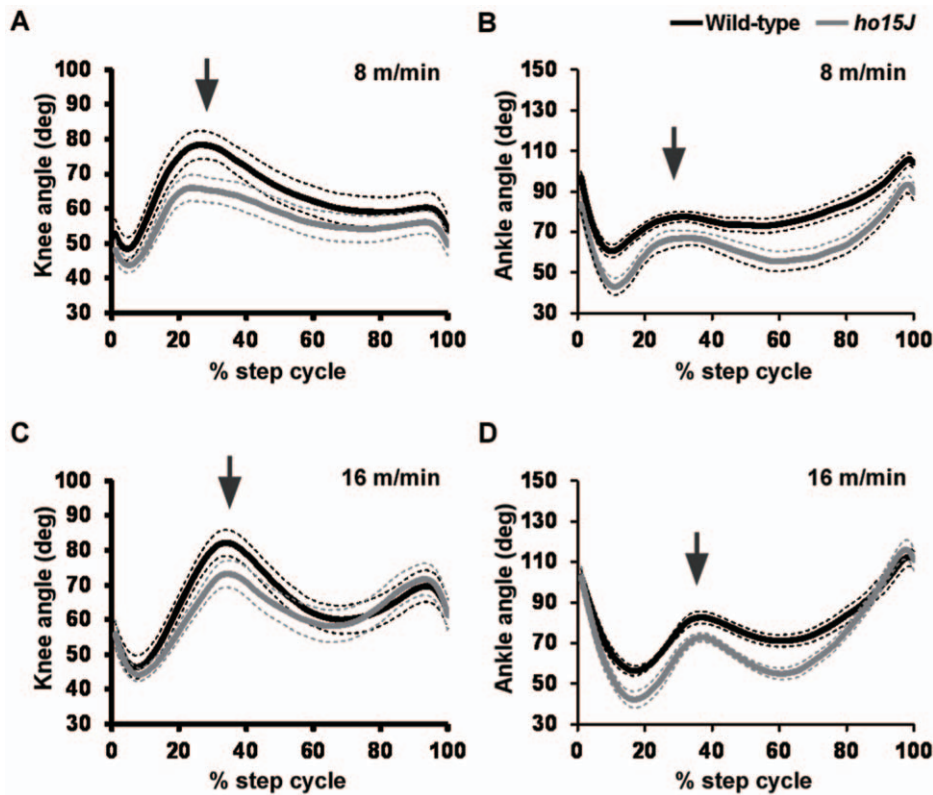 A
B
Wild-type ho15J
8 m/min
8 m/min
Knee angle (deg)
100
90
80
70
60
50
40
30
0 20 40 60 80 100
% step cycle
Ankle angle (deg)
150
130
110
90
70
50
30
0 20 40 60 80 100
% step cycle
C
D
16 m/min
16 m/min
Knee angle (deg)
100
90
80
70
60
50
40
30
0 20 40 60 80 100
% step cycle
Ankle angle (deg)
150
130
110
90
70
50
30
0 20 40 60 80 100
% step cycle